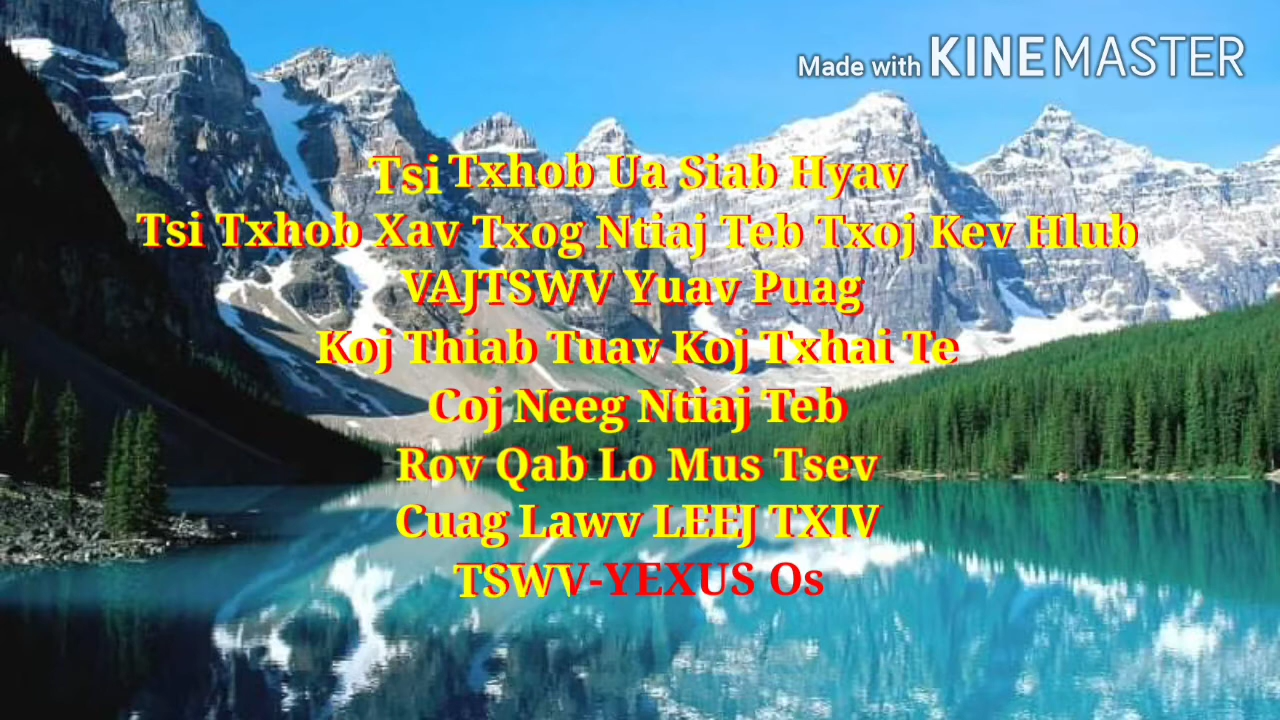 Made with KINEMASTER
Tsi Txhob Ua Siab Hyav
Tsi Txhob Xav Txog Ntiaj Teb Txoj Kev Hlub
VAJTSWV Yuav Puag
Koj Thiab Tuav Koj Txhai Te
Coj Neeg Ntiaj Teb
Rov Qab Lo Mus Tsev
Cuag Lawv LEEJ TXIV
TSWV-YEXUS Os